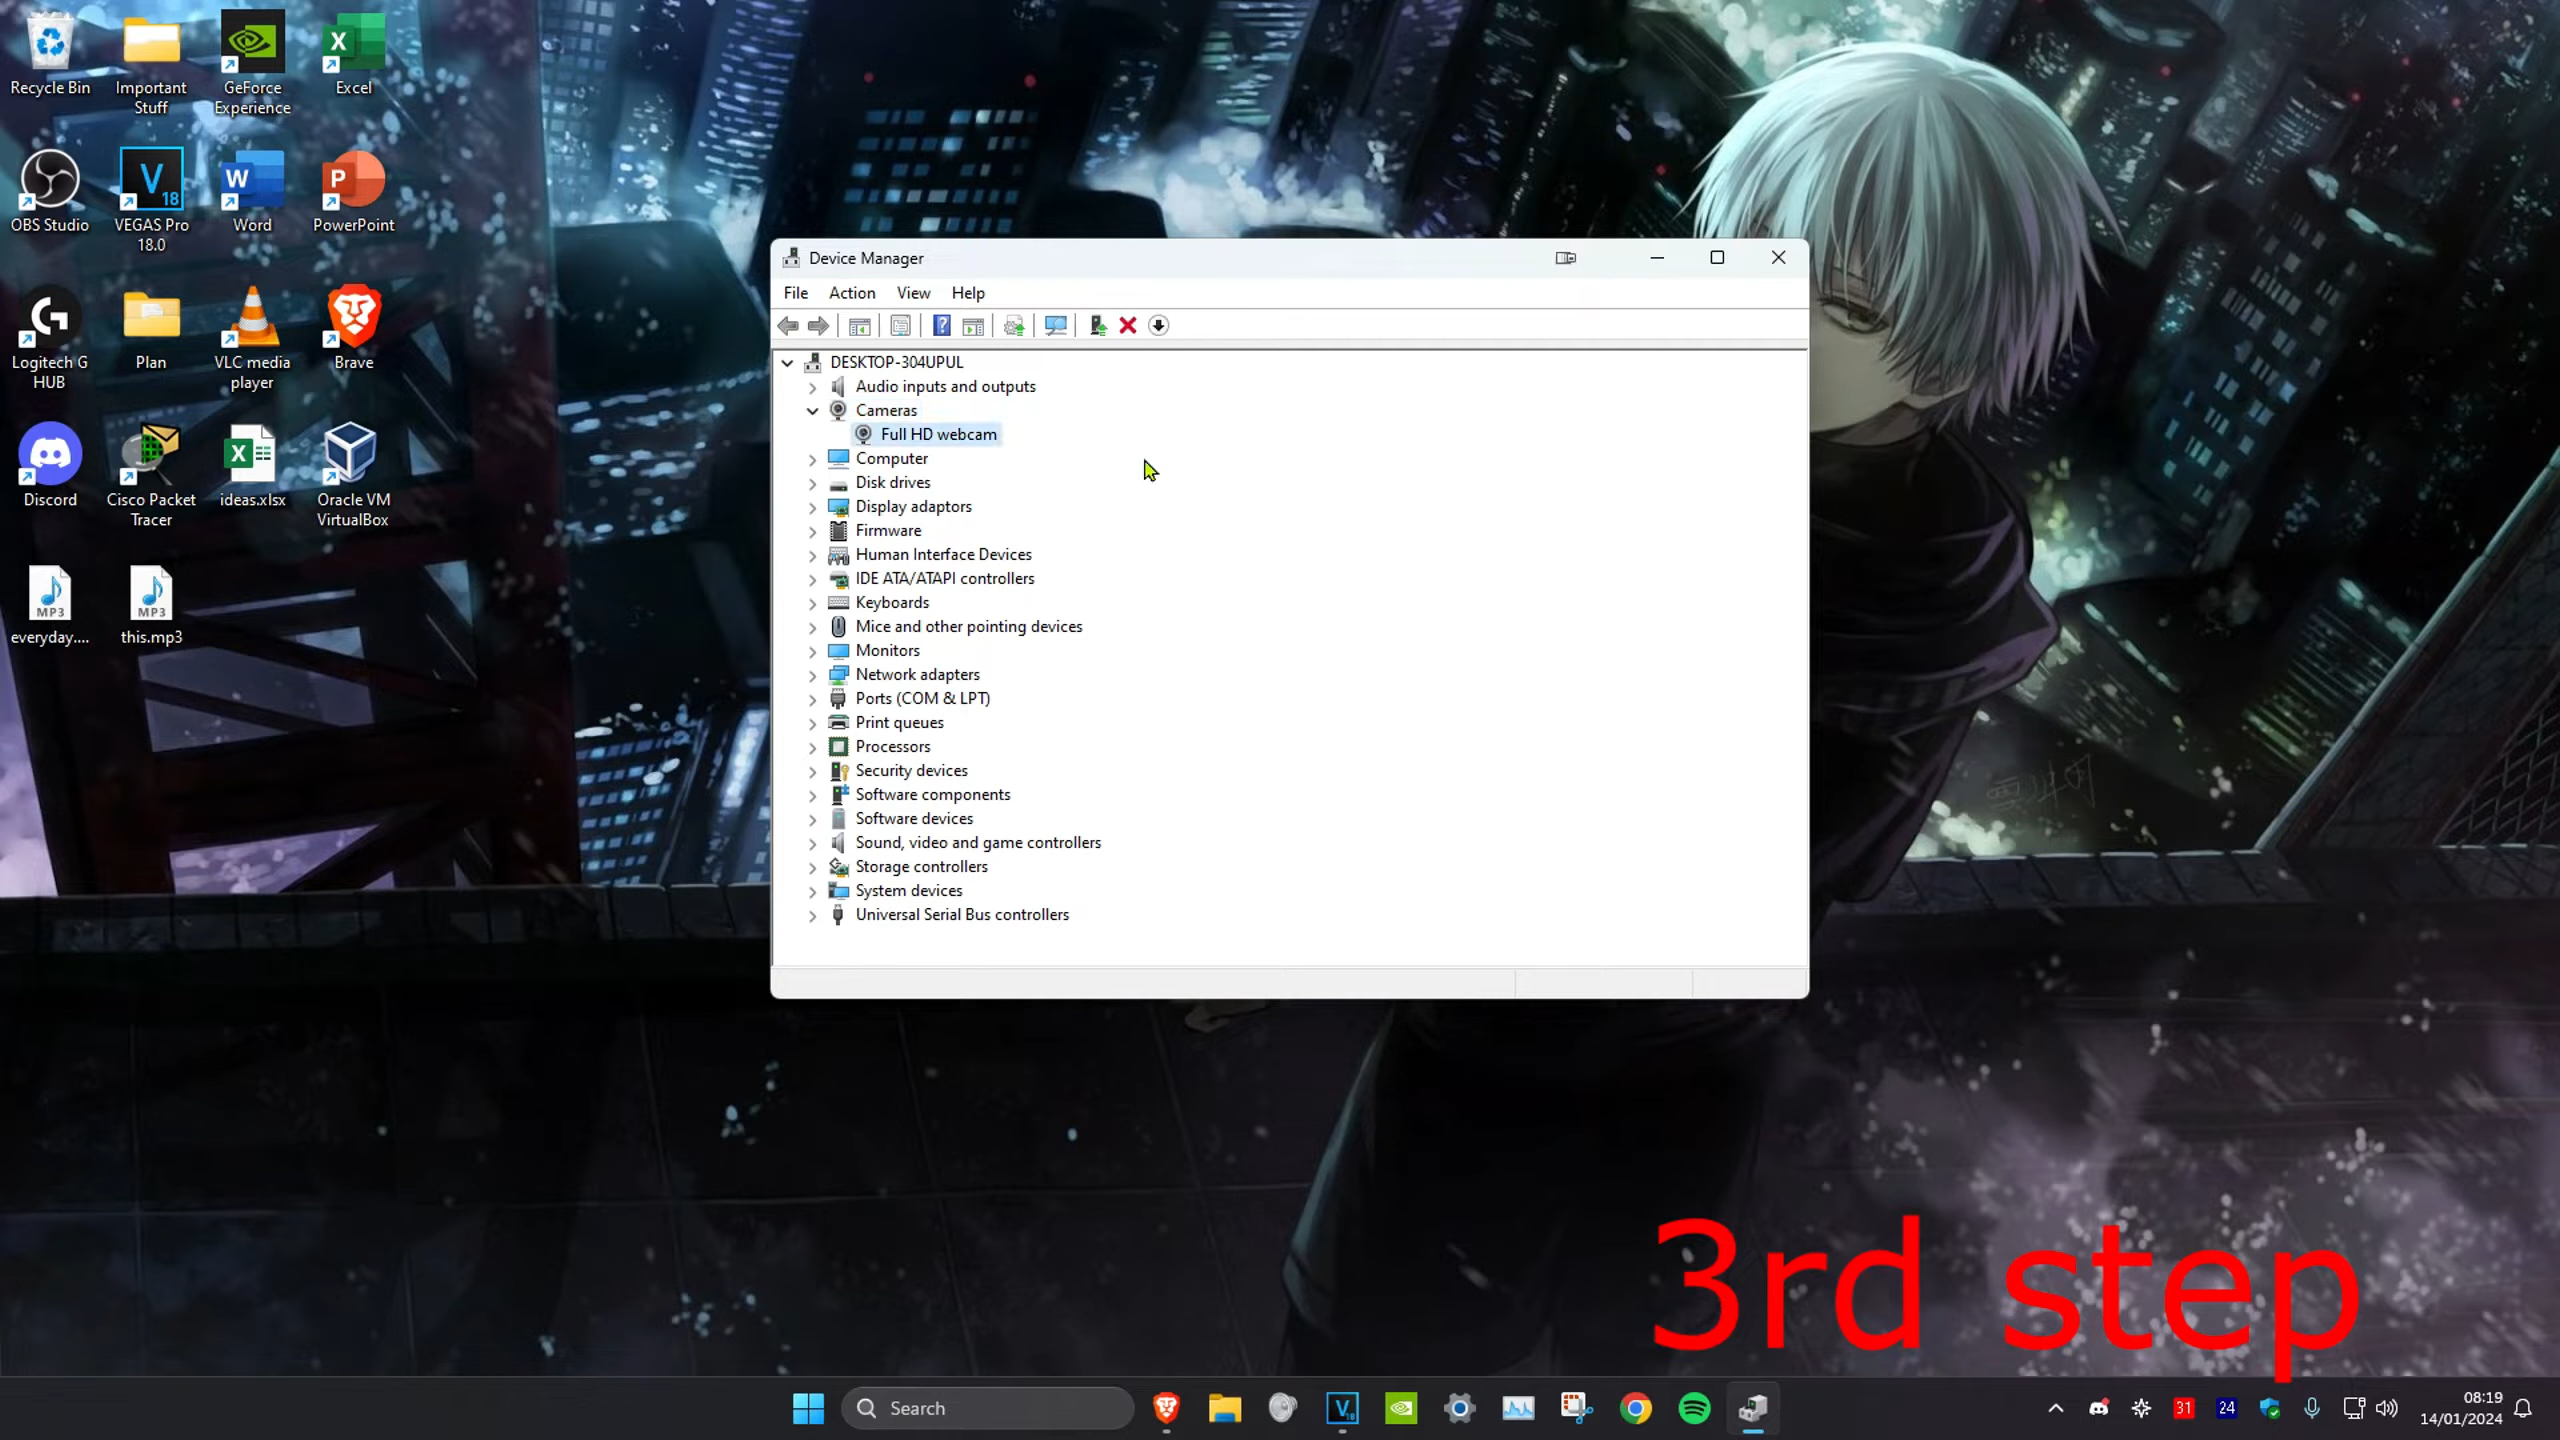 Recycle Bin
Important
Stuff
GeForce
Experience
Excel
OBS Studio
VEGAS Pro
18.0
Word
PowerPoint
Logitech G
HUB
Plan
VLC media
player
Brave
Discord
Cisco Packet
Tracer
ideas.xlsx
Oracle VM
VirtualBox
MP3
everyday....
MP3
this.mp3
Device Manager
File Action View Help
DESKTOP-304UPUL
Audio inputs and outputs
Cameras
Full HD webcam
Computer
Disk drives
Display adaptors
Firmware
Human Interface Devices
IDE ATA/ATAPI controllers
Keyboards
Mice and other pointing devices
Monitors
Network adapters
Ports (COM & LPT)
Print queues
Processors
Security devices
Software components
Software devices
Sound, video and game controllers
Storage controllers
System devices
Universal Serial Bus controllers
3rd step
Search
31
24
08:19
14/01/2024